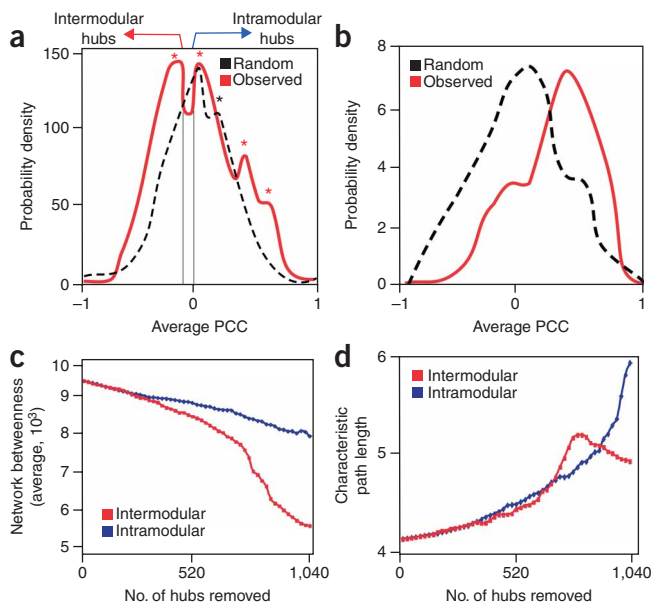 a
Intermodular hubs
Intramodular hubs
Random
Observed
* * * * *
Probability density
150
100
50
0
−1
0
1
Average PCC
b
Random
Observed
Probability density
8
6
4
2
0
−1
0
1
Average PCC
c
Network betweenness
(average, 10³)
10
9
8
7
6
5
Intermodular
Intramodular
0
520
1,040
No. of hubs removed
d
Characteristic
path length
6
5
4
Intermodular
Intramodular
0
520
1,040
No. of hubs removed